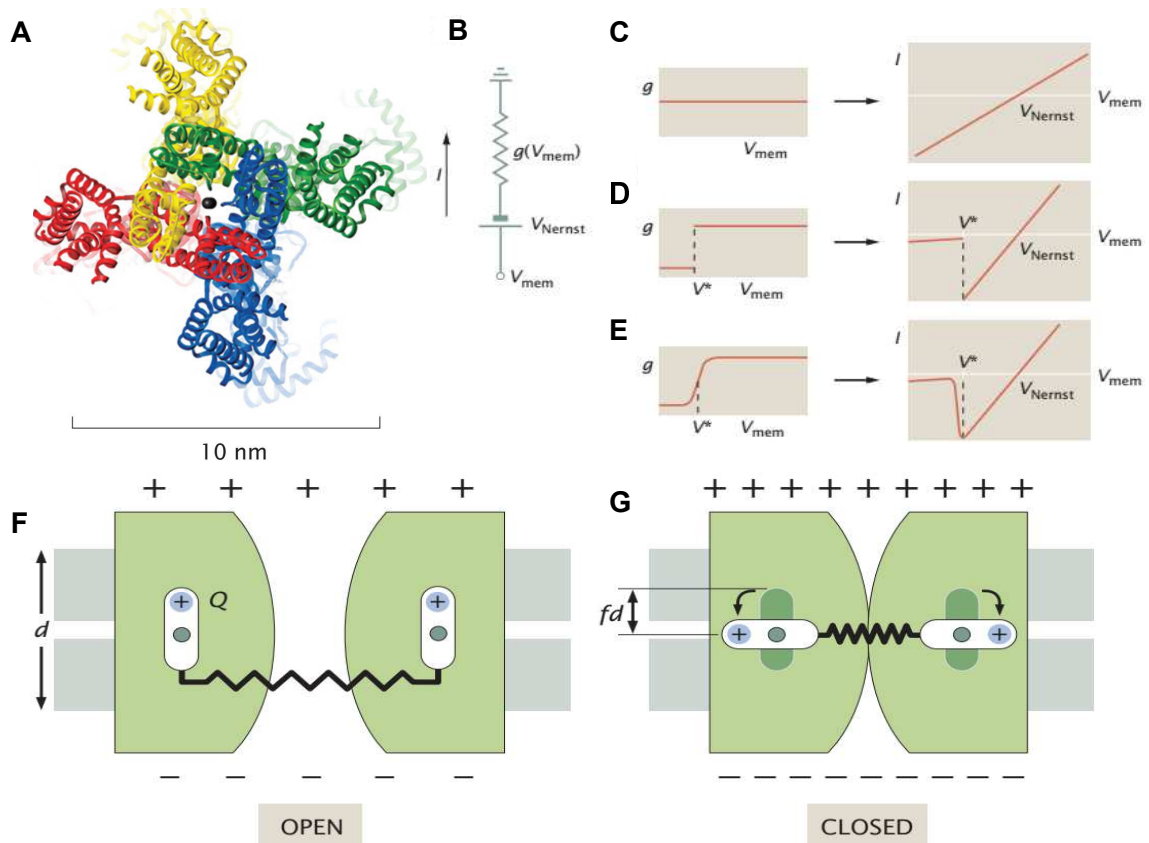 A
10 nm
B
I
g(Vmem)
VNernst
Vmem
C
g
Vmem
I
Vmem
VNernst
D
g
V* Vmem
I
V*
Vmem
VNernst
E
g
V* Vmem
I
V*
Vmem
VNernst
F
+ + + + +
d
+ Q +
– – – – –
OPEN
G
+ + + + + + + + +
fd
+ +
– – – – – – – – –
CLOSED